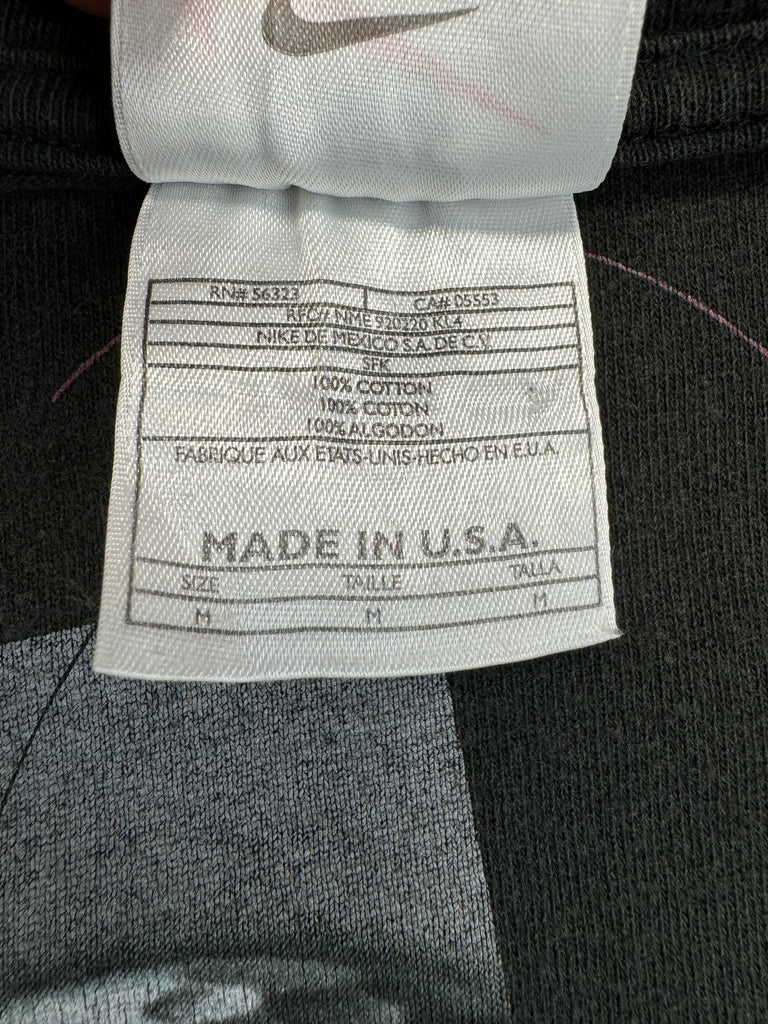 RN# 56323 CA# 05553
RFC// NME 920220 KL4
NIKE DE MEXICO S.A. DE C.V
SFK
100% COTTON
100% COTON
100% ALGODON
FABRIQUE AUX ETATS-UNIS-HECHO EN E.U.A.
MADE IN U.S.A.
SIZE TAILLE TALLA
M M M